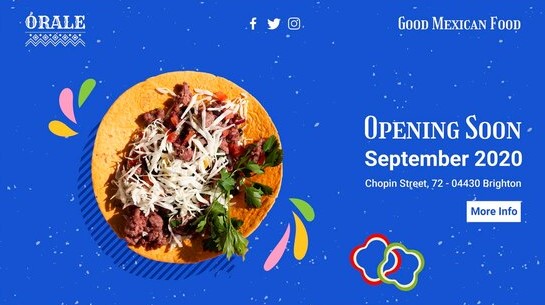 ÓRALE
Good Mexican Food
Opening Soon
September 2020
Chopin Street, 72 - 04430 Brighton
More Info